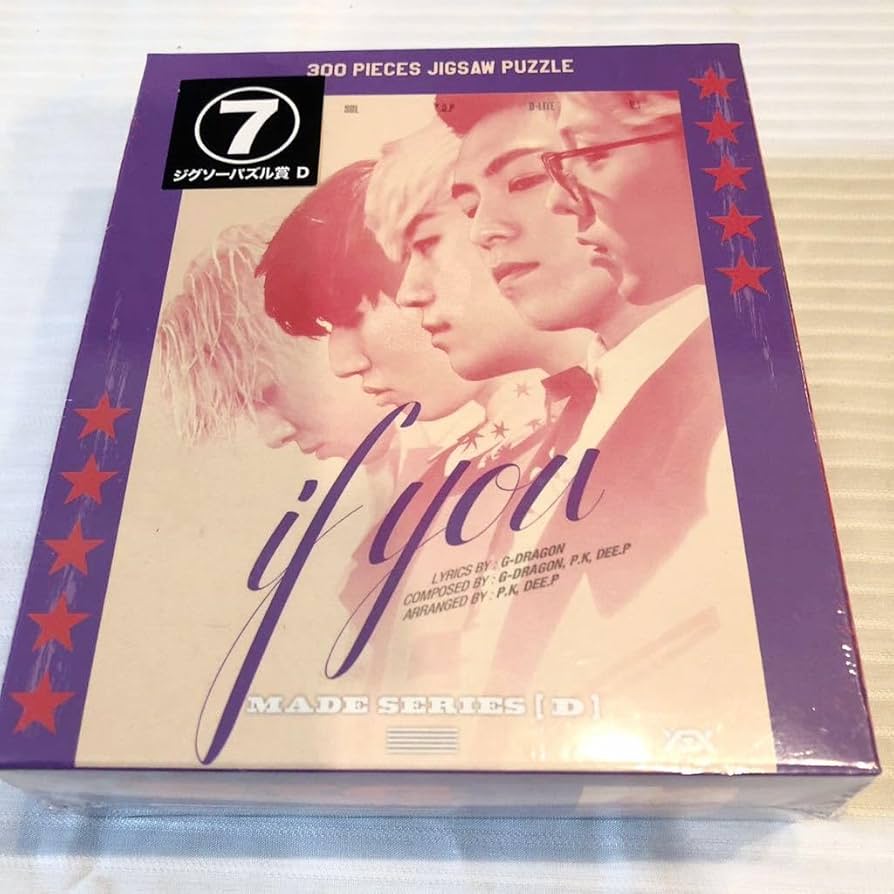 300 PIECES JIGSAW PUZZLE
7
ジグソーパズル賞 D
SOL T.O.P D-LITE
if you
LYRICS BY : G-DRAGON
COMPOSED BY : G-DRAGON, P.K, DEE.P
ARRANGED BY : P.K, DEE.P
MADE SERIES [ D ]
YGX